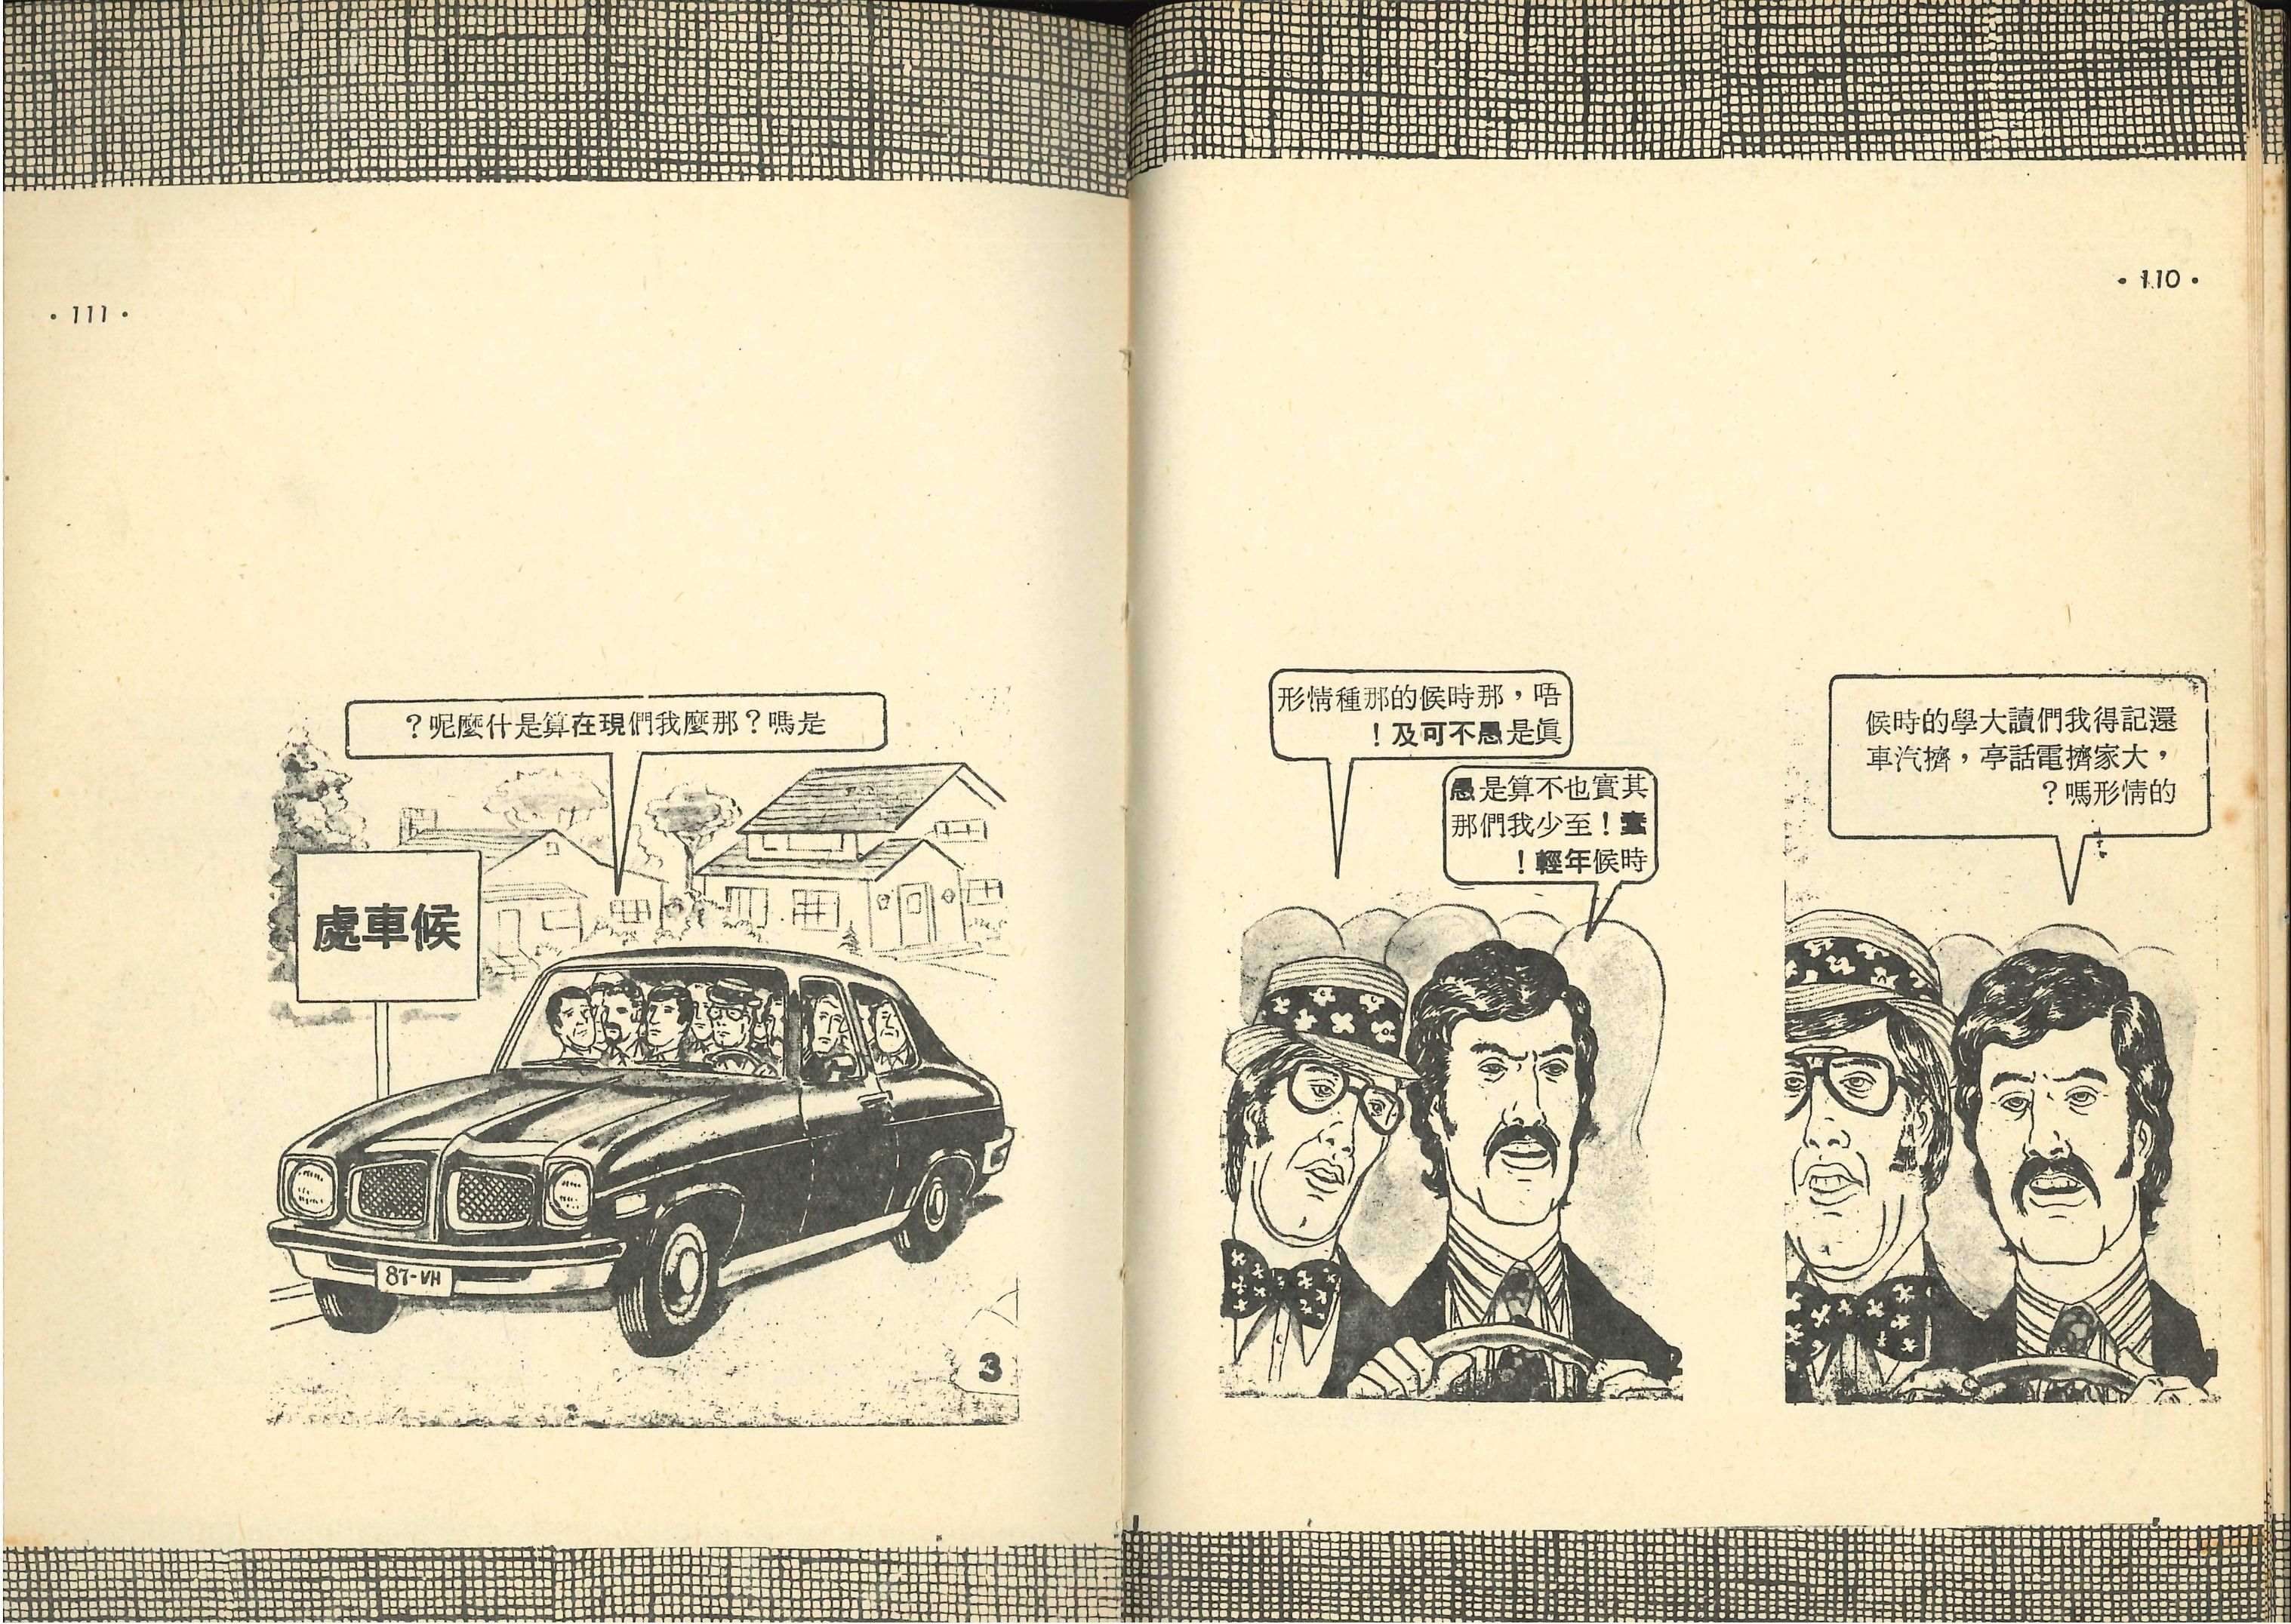 · 110 ·
還記得我們讀大學的時候
，大家擠電話亭，擠汽車
的情形嗎？
唔，那時候的那種情形
眞是愚不可及！
其實也不算是愚
蠢！至少我們那
時候年輕！
· 111 ·
是嗎？那麼我們現在算是什麼呢？
候車處
87-VH
3